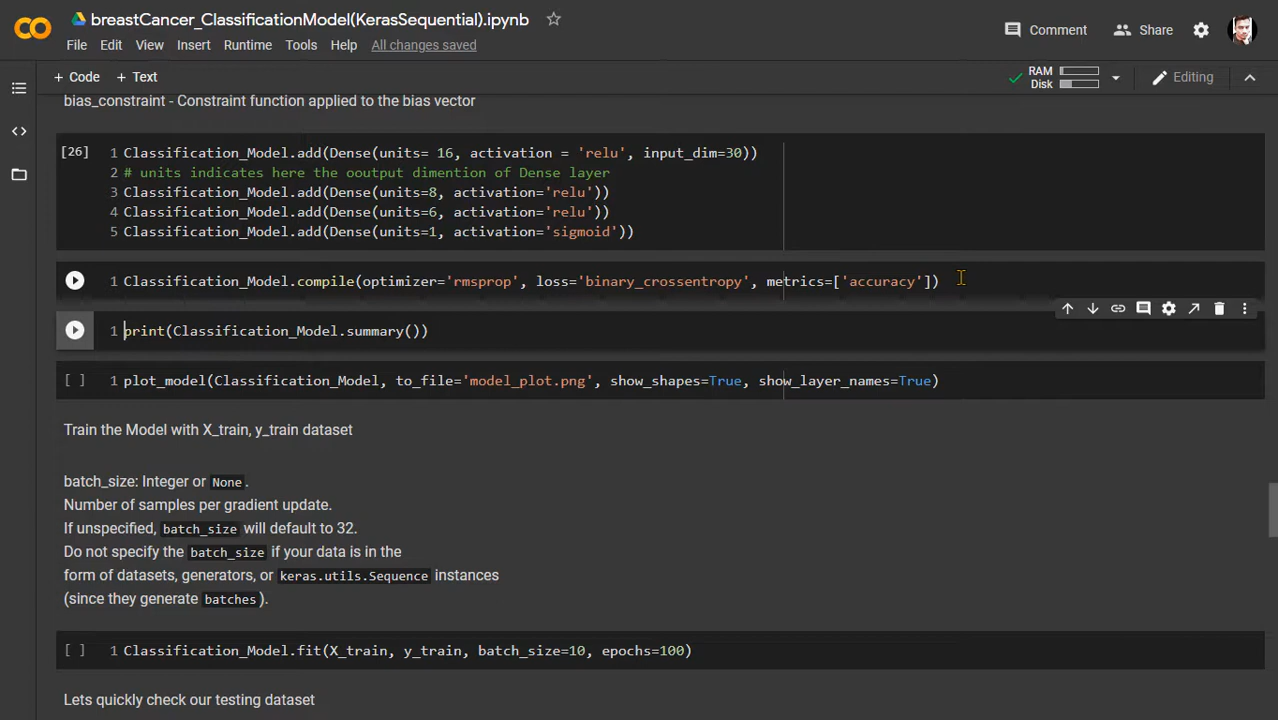 breastCancer_ClassificationModel(KerasSequential).ipynb
Comment
Share
File Edit View Insert Runtime Tools Help All changes saved
+ Code + Text
RAM
Disk
Editing
bias_constraint - Constraint function applied to the bias vector
[26]
1 Classification_Model.add(Dense(units= 16, activation = 'relu', input_dim=30))
2 # units indicates here the ooutput dimention of Dense layer
3 Classification_Model.add(Dense(units=8, activation='relu'))
4 Classification_Model.add(Dense(units=6, activation='relu'))
5 Classification_Model.add(Dense(units=1, activation='sigmoid'))
1 Classification_Model.compile(optimizer='rmsprop', loss='binary_crossentropy', metrics=['accuracy'])
1 print(Classification_Model.summary())
[ ] 1 plot_model(Classification_Model, to_file='model_plot.png', show_shapes=True, show_layer_names=True)
Train the Model with X_train, y_train dataset
batch_size: Integer or None.
Number of samples per gradient update.
If unspecified, batch_size will default to 32.
Do not specify the batch_size if your data is in the
form of datasets, generators, or keras.utils.Sequence instances
(since they generate batches).
[ ] 1 Classification_Model.fit(X_train, y_train, batch_size=10, epochs=100)
Lets quickly check our testing dataset